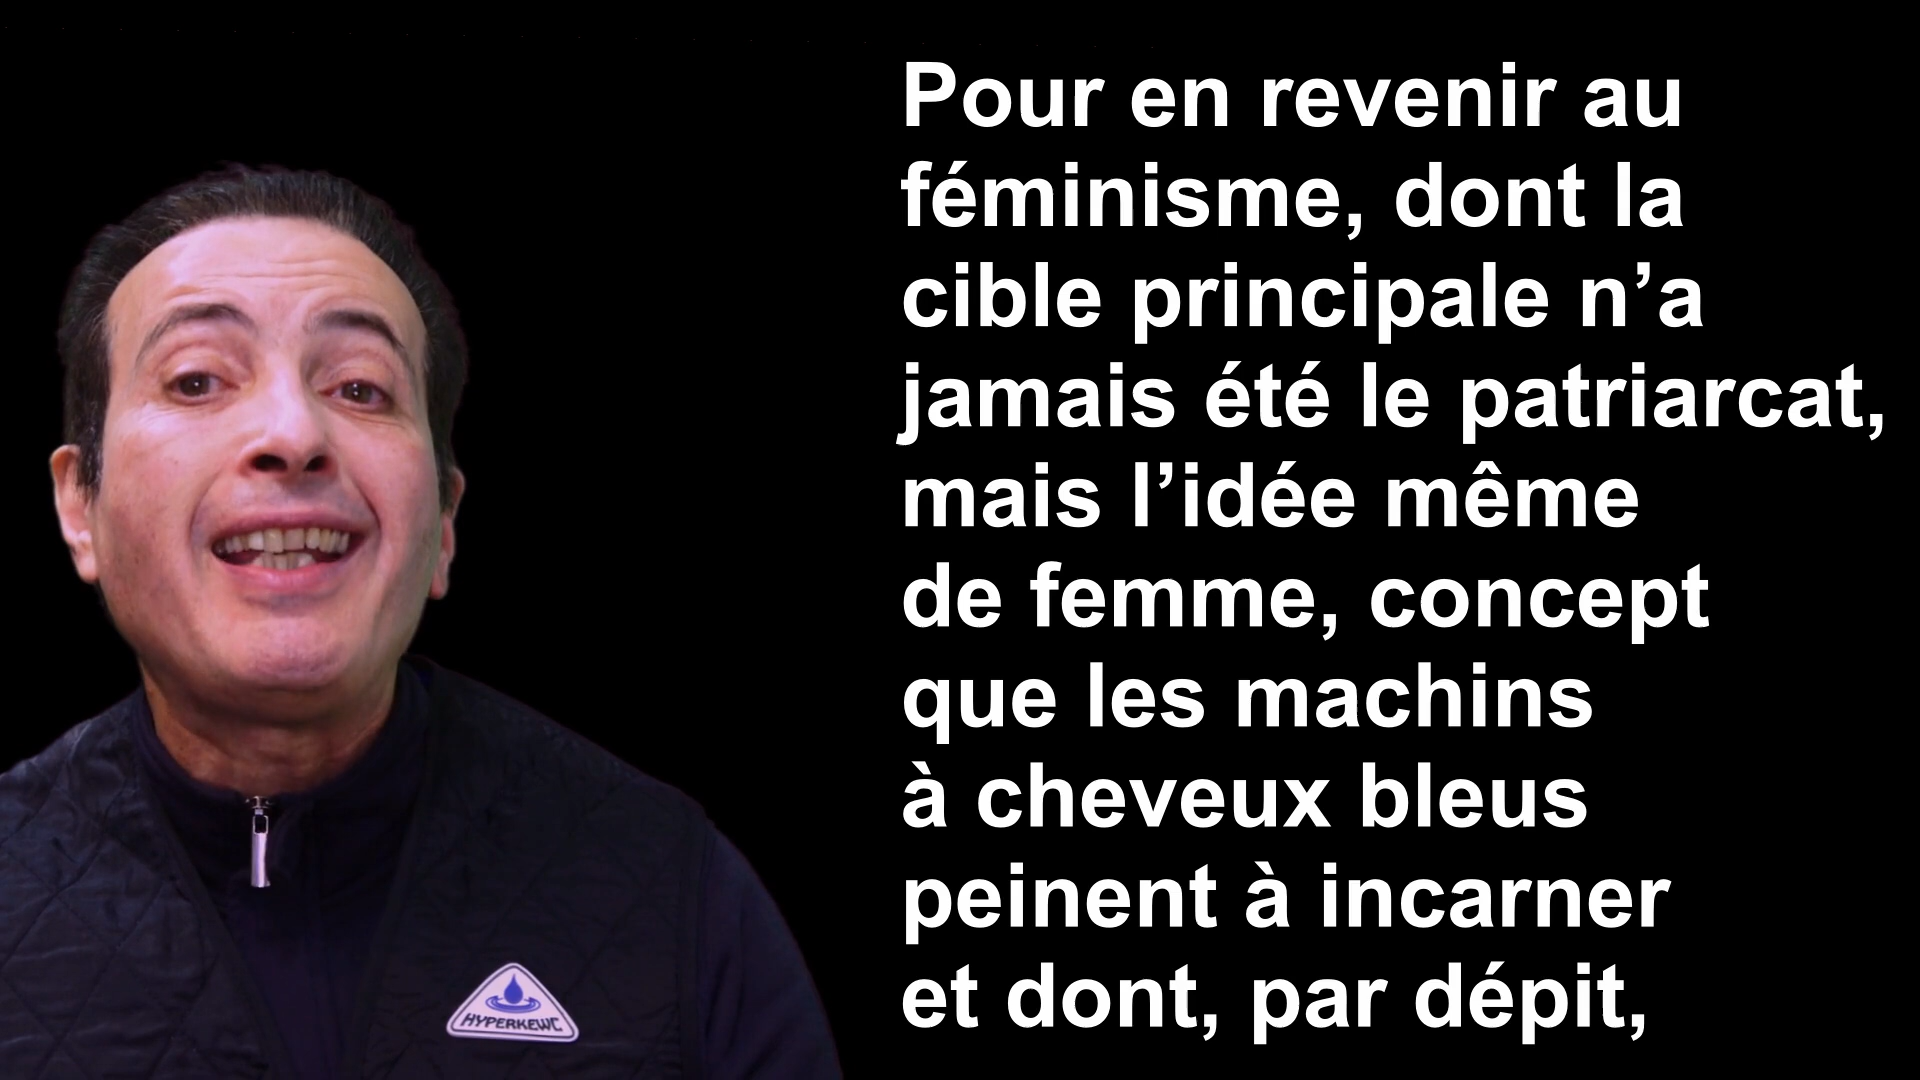 Pour en revenir au
féminisme, dont la
cible principale n’a
jamais été le patriarcat,
mais l’idée même
de femme, concept
que les machins
à cheveux bleus
peinent à incarner
et dont, par dépit,
HYPERKEWC